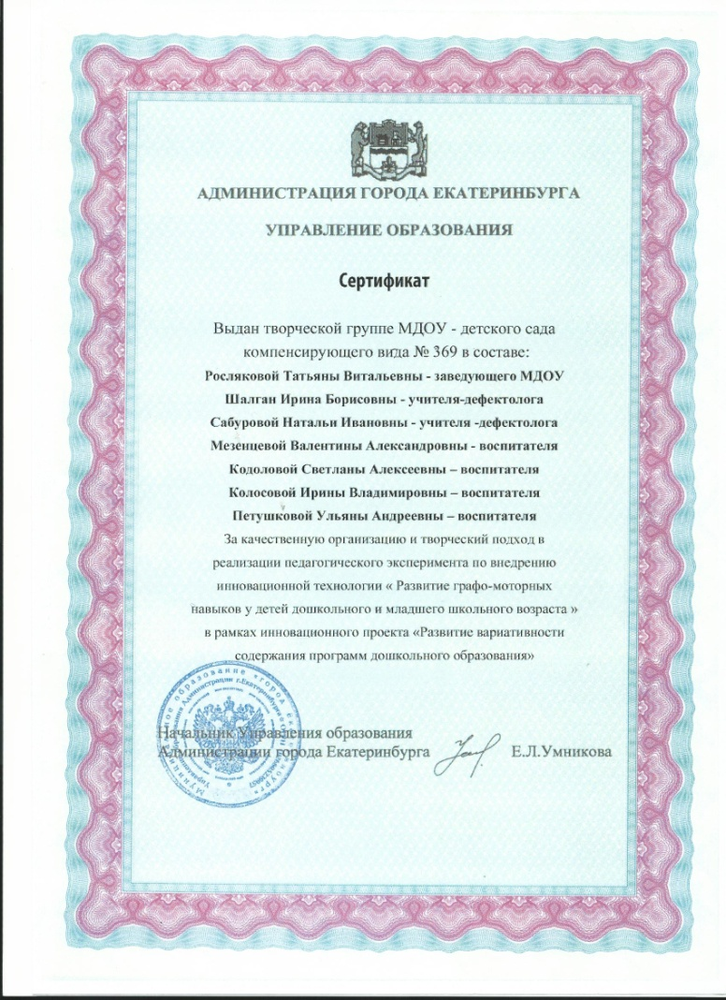 АДМИНИСТРАЦИЯ ГОРОДА ЕКАТЕРИНБУРГА
УПРАВЛЕНИЕ ОБРАЗОВАНИЯ
Сертификат
Выдан творческой группе МДОУ - детского сада
компенсирующего вида № 369 в составе:
Росляковой Татьяны Витальевны - заведующего МДОУ
Шалган Ирина Борисовны - учителя-дефектолога
Сабуровой Натальи Ивановны - учителя -дефектолога
Мезенцевой Валентины Александровны - воспитателя
Кодоловой Светланы Алексеевны – воспитателя
Колосовой Ирины Владимировны – воспитателя
Петушковой Ульяны Андреевны – воспитателя
За качественную организацию и творческий подход в
реализации педагогического эксперимента по внедрению
инновационной технологии « Развитие графо-моторных
навыков у детей дошкольного и младшего школьного возраста »
в рамках инновационного проекта «Развитие вариативности
содержания программ дошкольного образования»
Начальник Управления образования
Администрации города Екатеринбурга Е.Л.Умникова